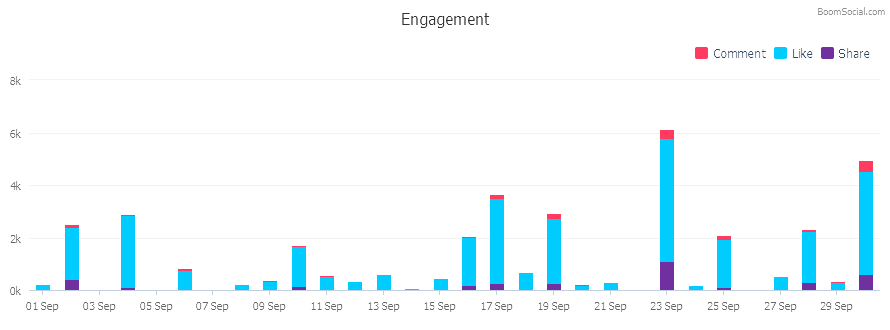 BoomSocial.com
Engagement
Comment Like Share
8k
6k
4k
2k
0k
01 Sep 03 Sep 05 Sep 07 Sep 09 Sep 11 Sep 13 Sep 15 Sep 17 Sep 19 Sep 21 Sep 23 Sep 25 Sep 27 Sep 29 Sep